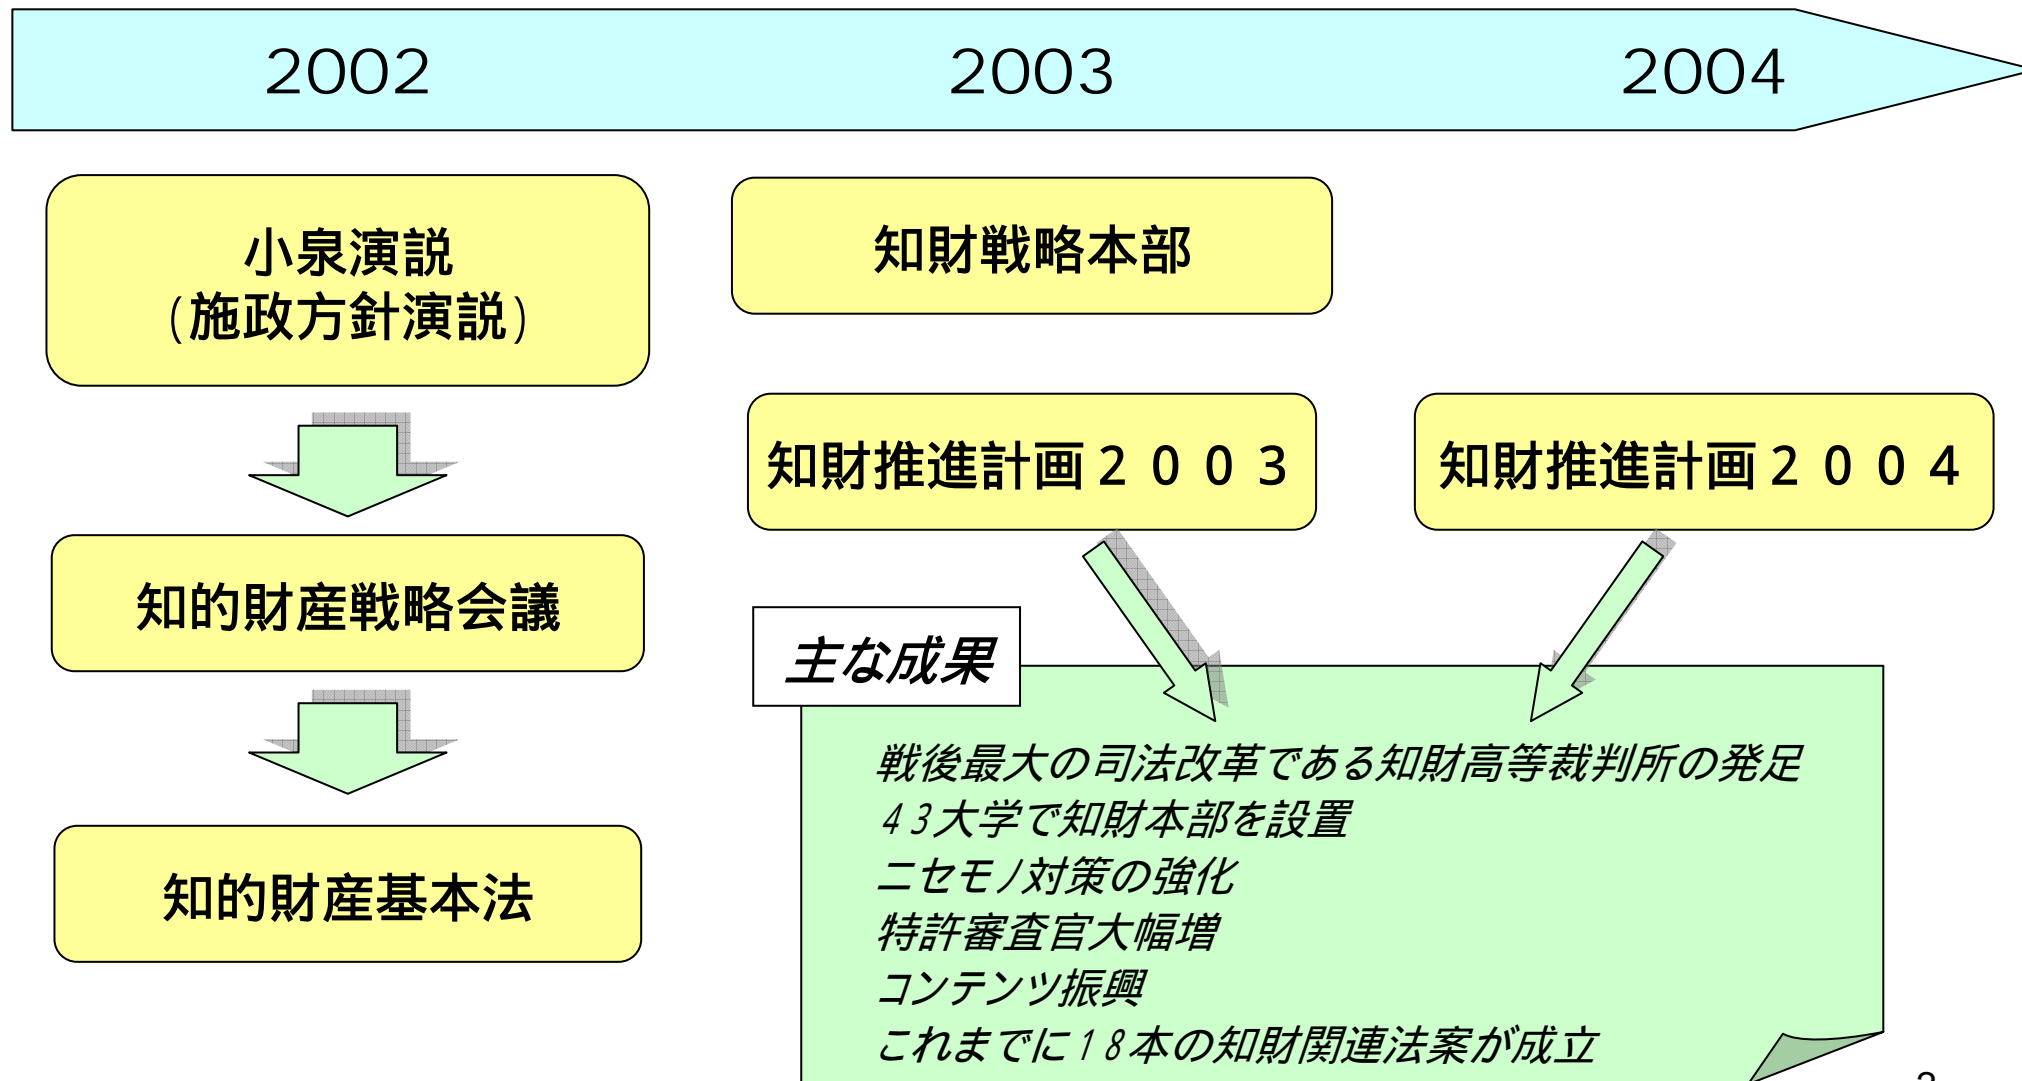 2002
2003
2004
小泉演説
(施政方針演説)
知的財産戦略会議
知的財産基本法
知財戦略本部
知財推進計画２００３
知財推進計画２００４
主な成果
戦後最大の司法改革である知財高等裁判所の発足
43大学で知財本部を設置
ニセモノ対策の強化
特許審査官大幅増
コンテンツ振興
これまでに18本の知財関連法案が成立